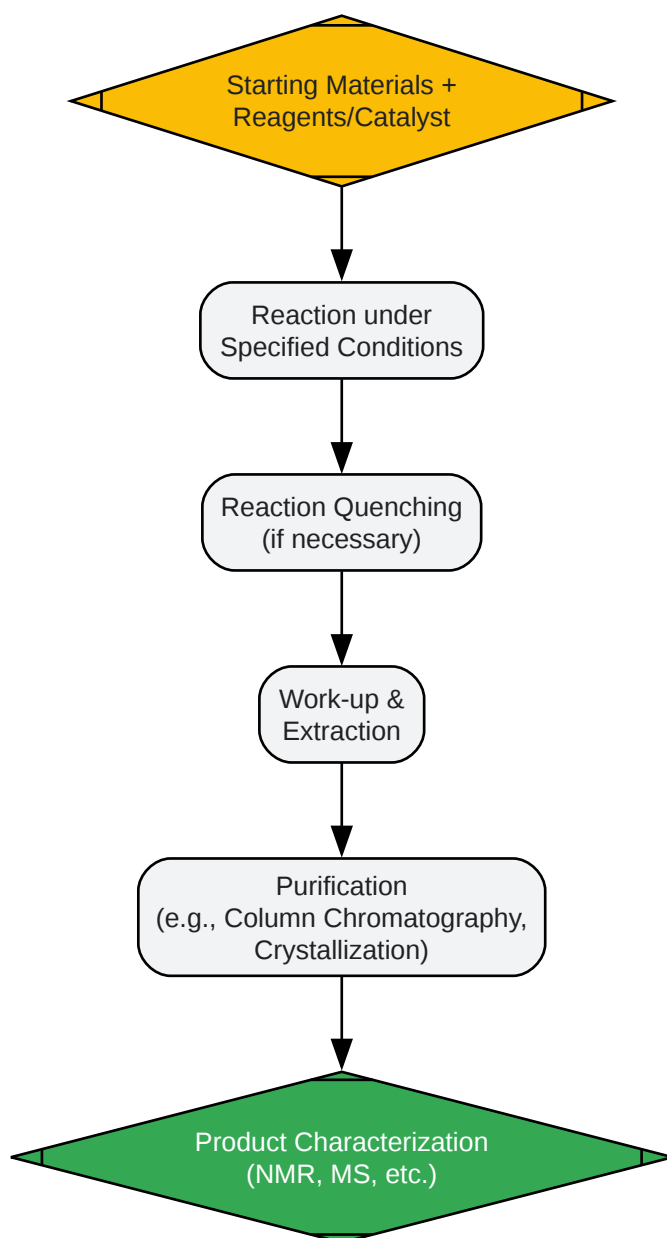 Starting Materials +
Reagents/Catalyst
Reaction under
Specified Conditions
Reaction Quenching
(if necessary)
Work-up &
Extraction
Purification
(e.g., Column Chromatography,
Crystallization)
Product Characterization
(NMR, MS, etc.)